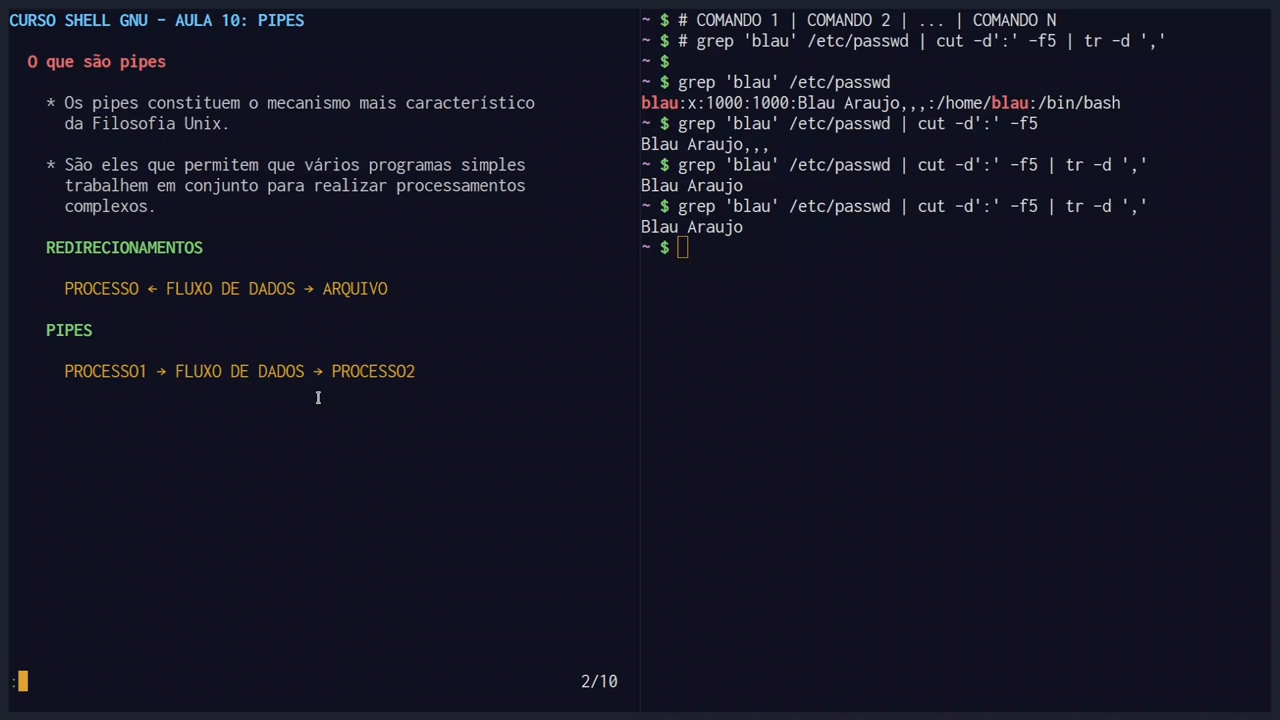 CURSO SHELL GNU - AULA 10: PIPES
O que são pipes
* Os pipes constituem o mecanismo mais característico
da Filosofia Unix.
* São eles que permitem que vários programas simples
trabalhem em conjunto para realizar processamentos
complexos.
REDIRECIONAMENTOS
PROCESSO ← FLUXO DE DADOS → ARQUIVO
PIPES
PROCESSO1 → FLUXO DE DADOS → PROCESSO2
:
2/10
~ $ # COMANDO 1 | COMANDO 2 | ... | COMANDO N
~ $ # grep 'blau' /etc/passwd | cut -d':' -f5 | tr -d ','
~ $
~ $ grep 'blau' /etc/passwd
blau:x:1000:1000:Blau Araujo,,,:/home/blau:/bin/bash
~ $ grep 'blau' /etc/passwd | cut -d':' -f5
Blau Araujo,,,
~ $ grep 'blau' /etc/passwd | cut -d':' -f5 | tr -d ','
Blau Araujo
~ $ grep 'blau' /etc/passwd | cut -d':' -f5 | tr -d ','
Blau Araujo
~ $